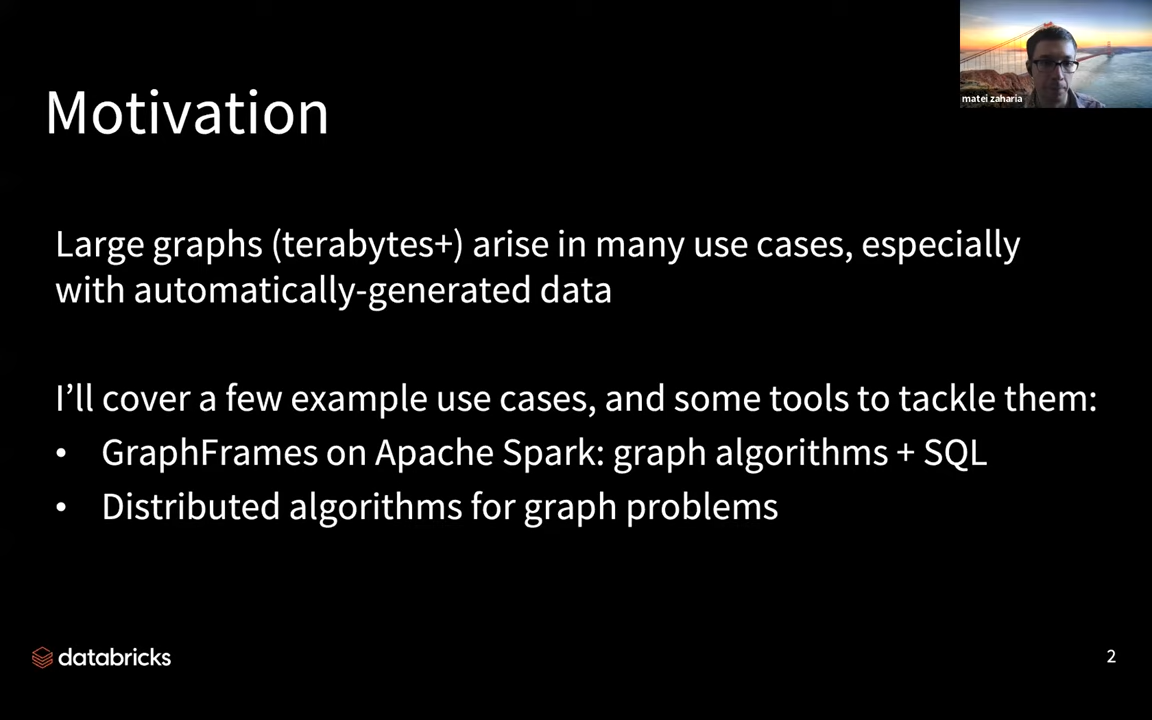 matei zaharia
Motivation
Large graphs (terabytes+) arise in many use cases, especially
with automatically-generated data
I’ll cover a few example use cases, and some tools to tackle them:
• GraphFrames on Apache Spark: graph algorithms + SQL
• Distributed algorithms for graph problems
databricks
2